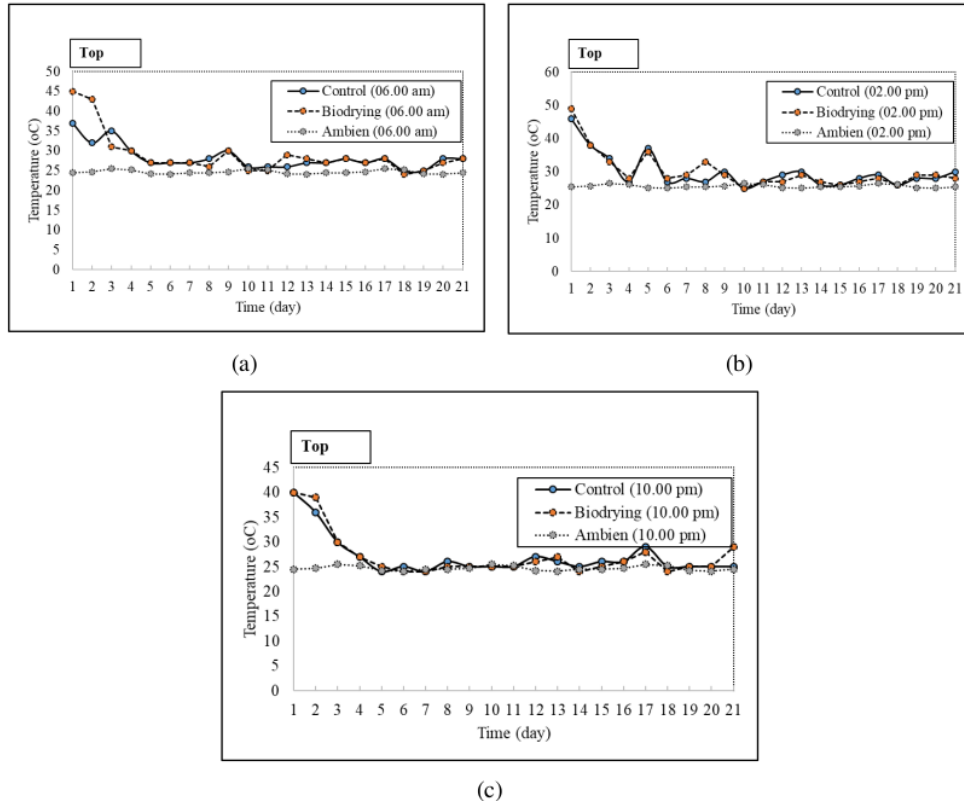 Top
50
45
40
35
30
25
20
15
10
5
0
Temperature (oC)
Control (06.00 am)
Biodrying (06.00 am)
Ambien (06.00 am)
1 2 3 4 5 6 7 8 9 10 11 12 13 14 15 16 17 18 19 20 21
Time (day)
(a)
Top
60
50
40
30
20
10
0
Temperature (oC)
Control (02.00 pm)
Biodrying (02.00 pm)
Ambien (02.00 pm)
1 2 3 4 5 6 7 8 9 10 11 12 13 14 15 16 17 18 19 20 21
Time (day)
(b)
Top
45
40
35
30
25
20
15
10
5
0
Temperature (oC)
Control (10.00 pm)
Biodrying (10.00 pm)
Ambien (10.00 pm)
1 2 3 4 5 6 7 8 9 10 11 12 13 14 15 16 17 18 19 20 21
Time (day)
(c)